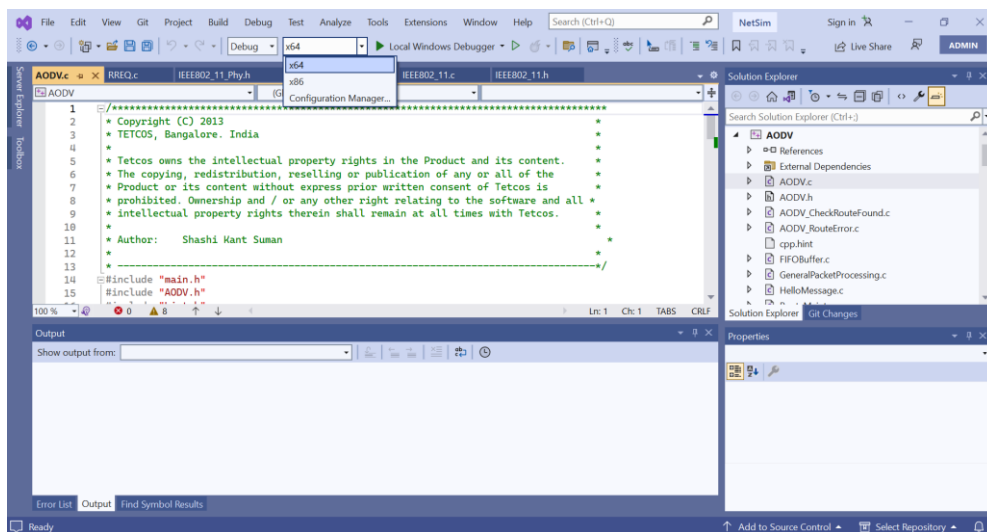 File Edit View Git Project Build Debug Test Analyze Tools Extensions Window Help Search (Ctrl+Q) NetSim Sign in
Debug x64 Local Windows Debugger Live Share ADMIN
x64
x86
Configuration Manager...
Server Explorer
Toolbox
AODV.c RREQ.c IEEE802_11_Phy.h IEEE802_11.c IEEE802_11.h
AODV (G
1 /*******************************************************************************
2 * Copyright (C) 2013 *
3 * TETCOS, Bangalore. India *
4 * *
5 * Tetcos owns the intellectual property rights in the Product and its content. *
6 * The copying, redistribution, reselling or publication of any or all of the *
7 * Product or its content without express prior written consent of Tetcos is *
8 * prohibited. Ownership and / or any other right relating to the software and all *
9 * intellectual property rights therein shall remain at all times with Tetcos. *
10 * *
11 * Author: Shashi Kant Suman *
12 * *
13 * ---------------------------------------------------------------------------------*/
14 #include "main.h"
15 #include "AODV.h"
100 % 0 8 Ln: 1 Ch: 1 TABS CRLF
Solution Explorer
Search Solution Explorer (Ctrl+;)
AODV
References
External Dependencies
AODV.c
AODV.h
AODV_CheckRouteFound.c
AODV_RouteError.c
cpp.hint
FIFOBuffer.c
GeneralPacketProcessing.c
HelloMessage.c
Solution Explorer Git Changes
Output
Show output from:
Properties
Error List Output Find Symbol Results
Ready Add to Source Control Select Repository